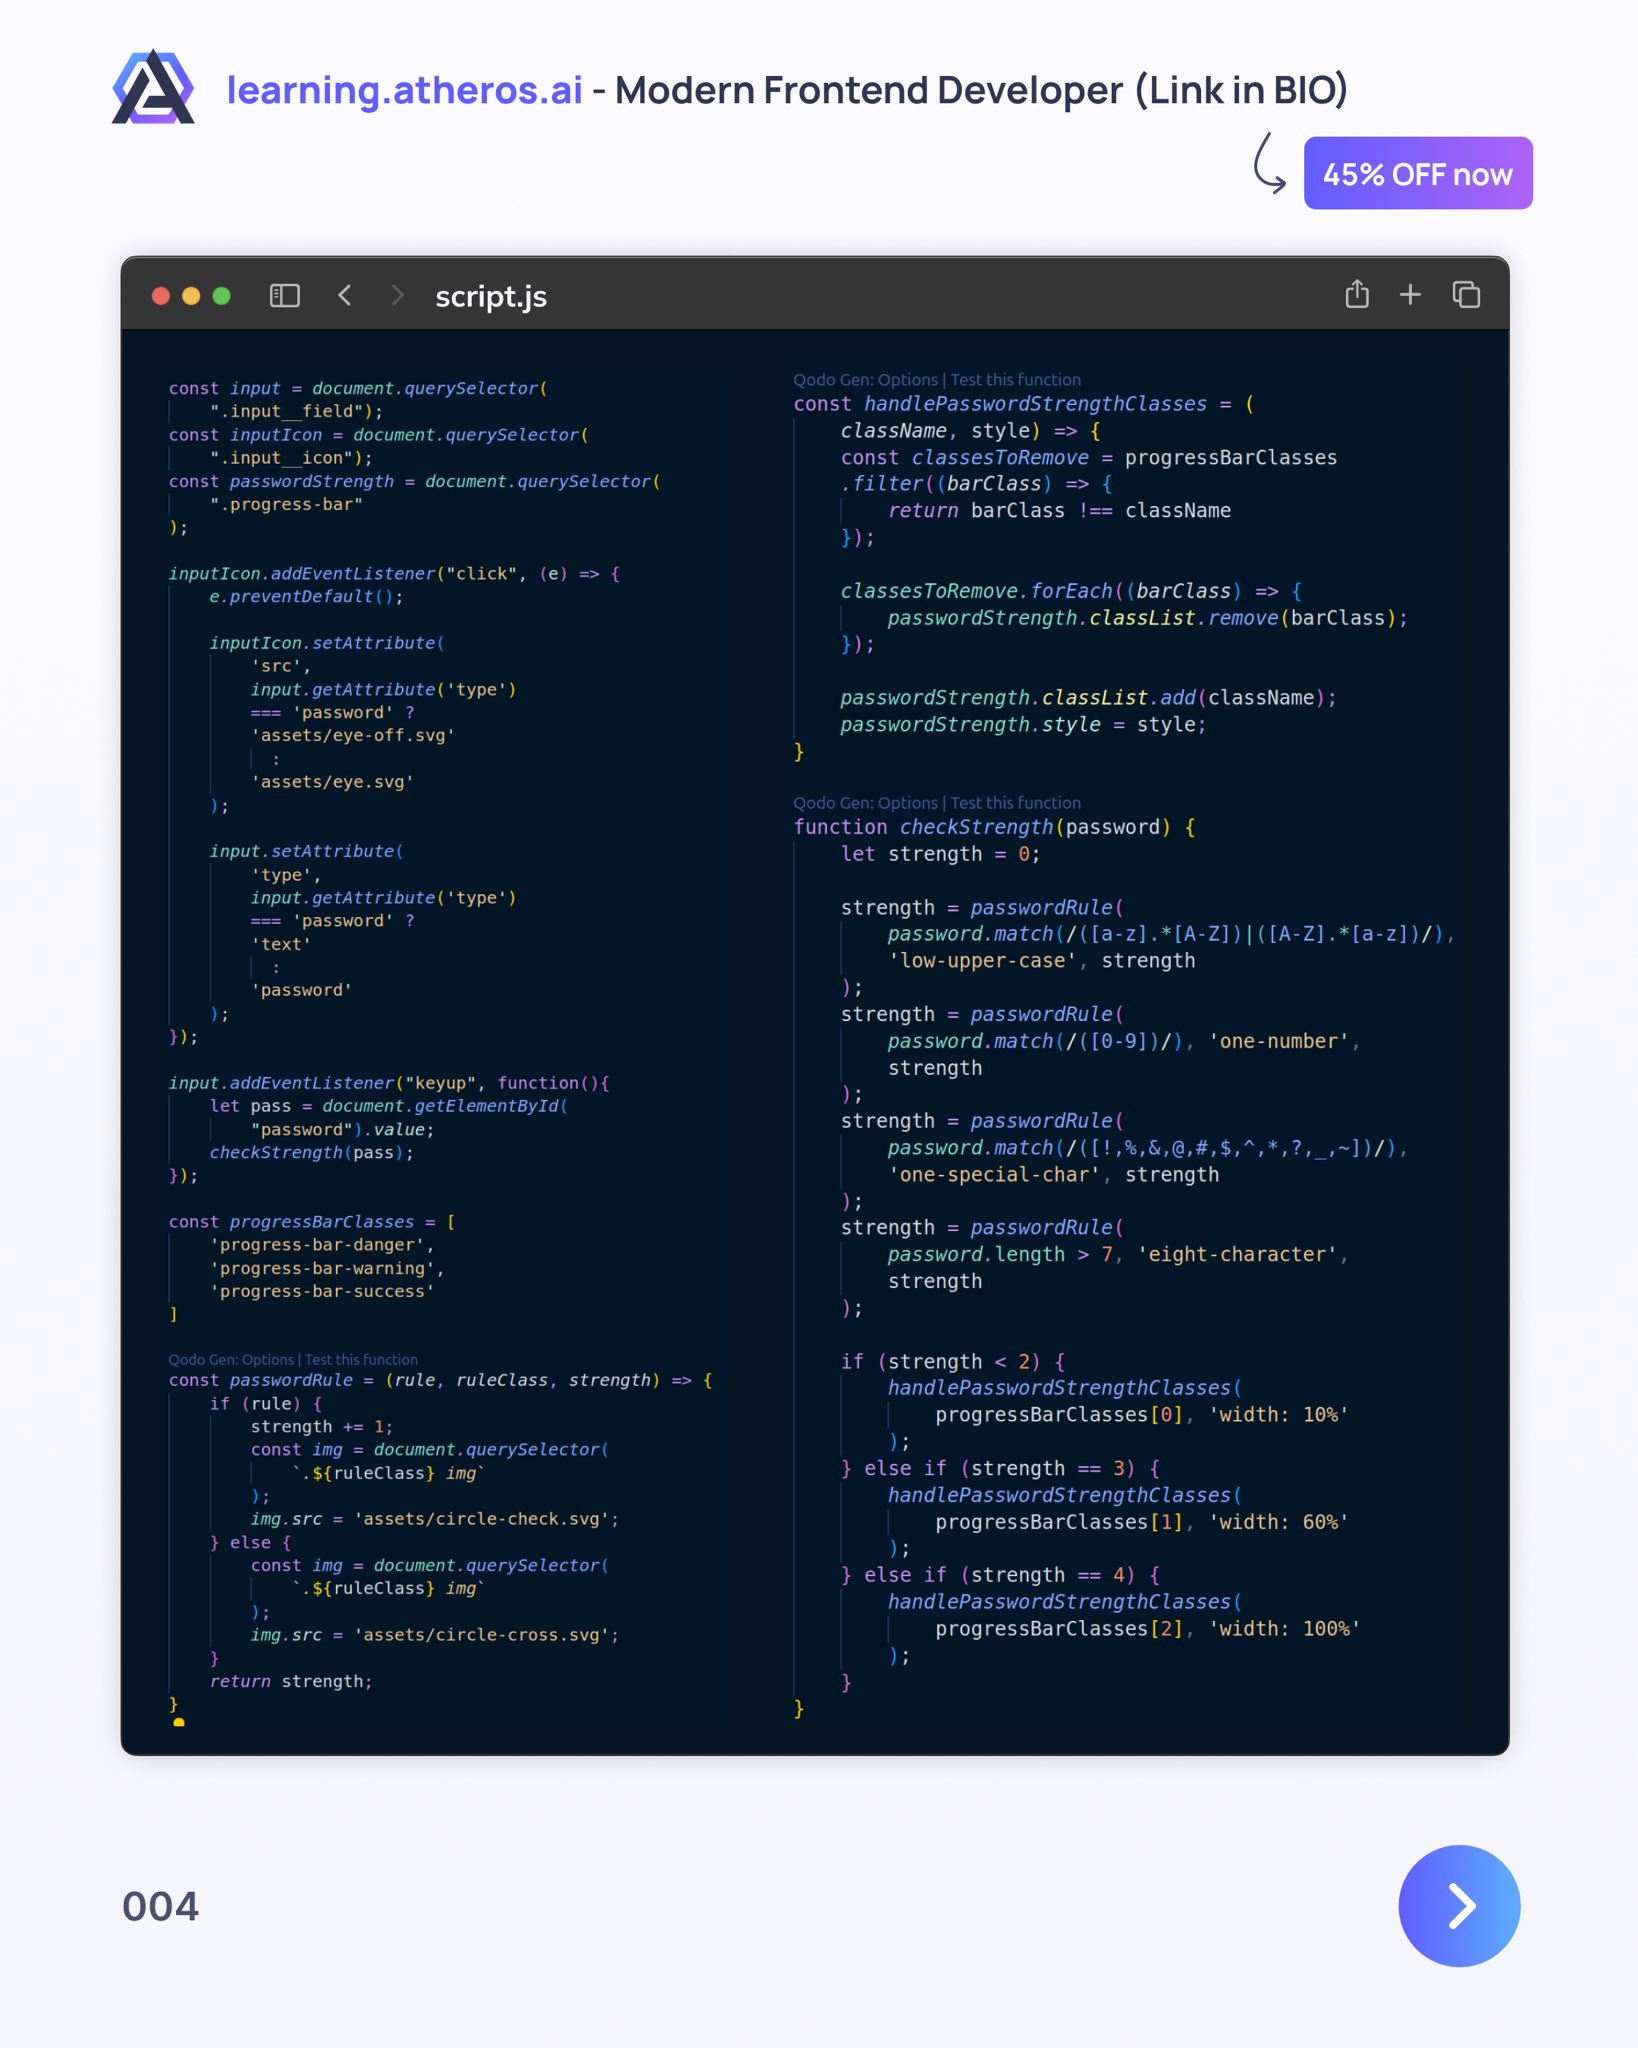 learning.atheros.ai - Modern Frontend Developer (Link in BIO)
45% OFF now
script.js
const input = document.querySelector(
    ".input__field");
const inputIcon = document.querySelector(
    ".input__icon");
const passwordStrength = document.querySelector(
    ".progress-bar"
);

inputIcon.addEventListener("click", (e) => {
    e.preventDefault();

    inputIcon.setAttribute(
        'src',
        input.getAttribute('type')
        === 'password' ?
        'assets/eye-off.svg'
          :
        'assets/eye.svg'
    );

    input.setAttribute(
        'type',
        input.getAttribute('type')
        === 'password' ?
        'text'
          :
        'password'
    );
});

input.addEventListener("keyup", function(){
    let pass = document.getElementById(
        "password").value;
    checkStrength(pass);
});

const progressBarClasses = [
    'progress-bar-danger',
    'progress-bar-warning',
    'progress-bar-success'
]

Qodo Gen: Options | Test this function
const passwordRule = (rule, ruleClass, strength) => {
    if (rule) {
        strength += 1;
        const img = document.querySelector(
            `.${ruleClass} img`
        );
        img.src = 'assets/circle-check.svg';
    } else {
        const img = document.querySelector(
            `.${ruleClass} img`
        );
        img.src = 'assets/circle-cross.svg';
    }
    return strength;
}
Qodo Gen: Options | Test this function
const handlePasswordStrengthClasses = (
    className, style) => {
    const classesToRemove = progressBarClasses
    .filter((barClass) => {
        return barClass !== className
    });

    classesToRemove.forEach((barClass) => {
        passwordStrength.classList.remove(barClass);
    });

    passwordStrength.classList.add(className);
    passwordStrength.style = style;
}

Qodo Gen: Options | Test this function
function checkStrength(password) {
    let strength = 0;

    strength = passwordRule(
        password.match(/([a-z].*[A-Z])|([A-Z].*[a-z])/),
        'low-upper-case', strength
    );
    strength = passwordRule(
        password.match(/([0-9])/), 'one-number',
        strength
    );
    strength = passwordRule(
        password.match(/([!,%,&,@,#,$,^,*,?,_,~])/),
        'one-special-char', strength
    );
    strength = passwordRule(
        password.length > 7, 'eight-character',
        strength
    );

    if (strength < 2) {
        handlePasswordStrengthClasses(
            progressBarClasses[0], 'width: 10%'
        );
    } else if (strength == 3) {
        handlePasswordStrengthClasses(
            progressBarClasses[1], 'width: 60%'
        );
    } else if (strength == 4) {
        handlePasswordStrengthClasses(
            progressBarClasses[2], 'width: 100%'
        );
    }
}
004